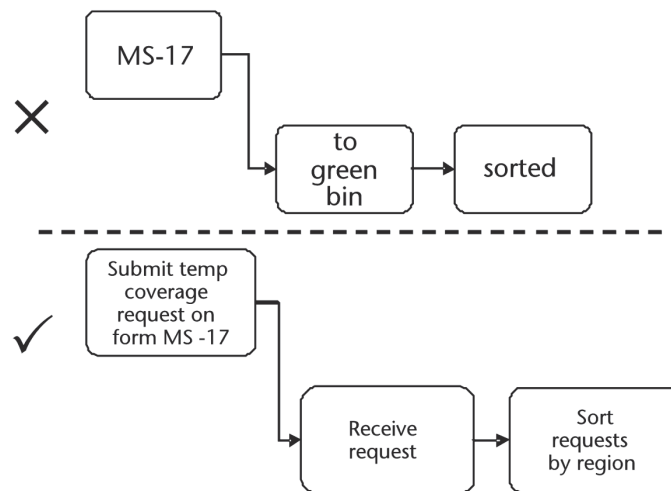 MS-17
to
green
bin
sorted
Submit temp
coverage
request on
form MS -17
Receive
request
Sort
requests
by region